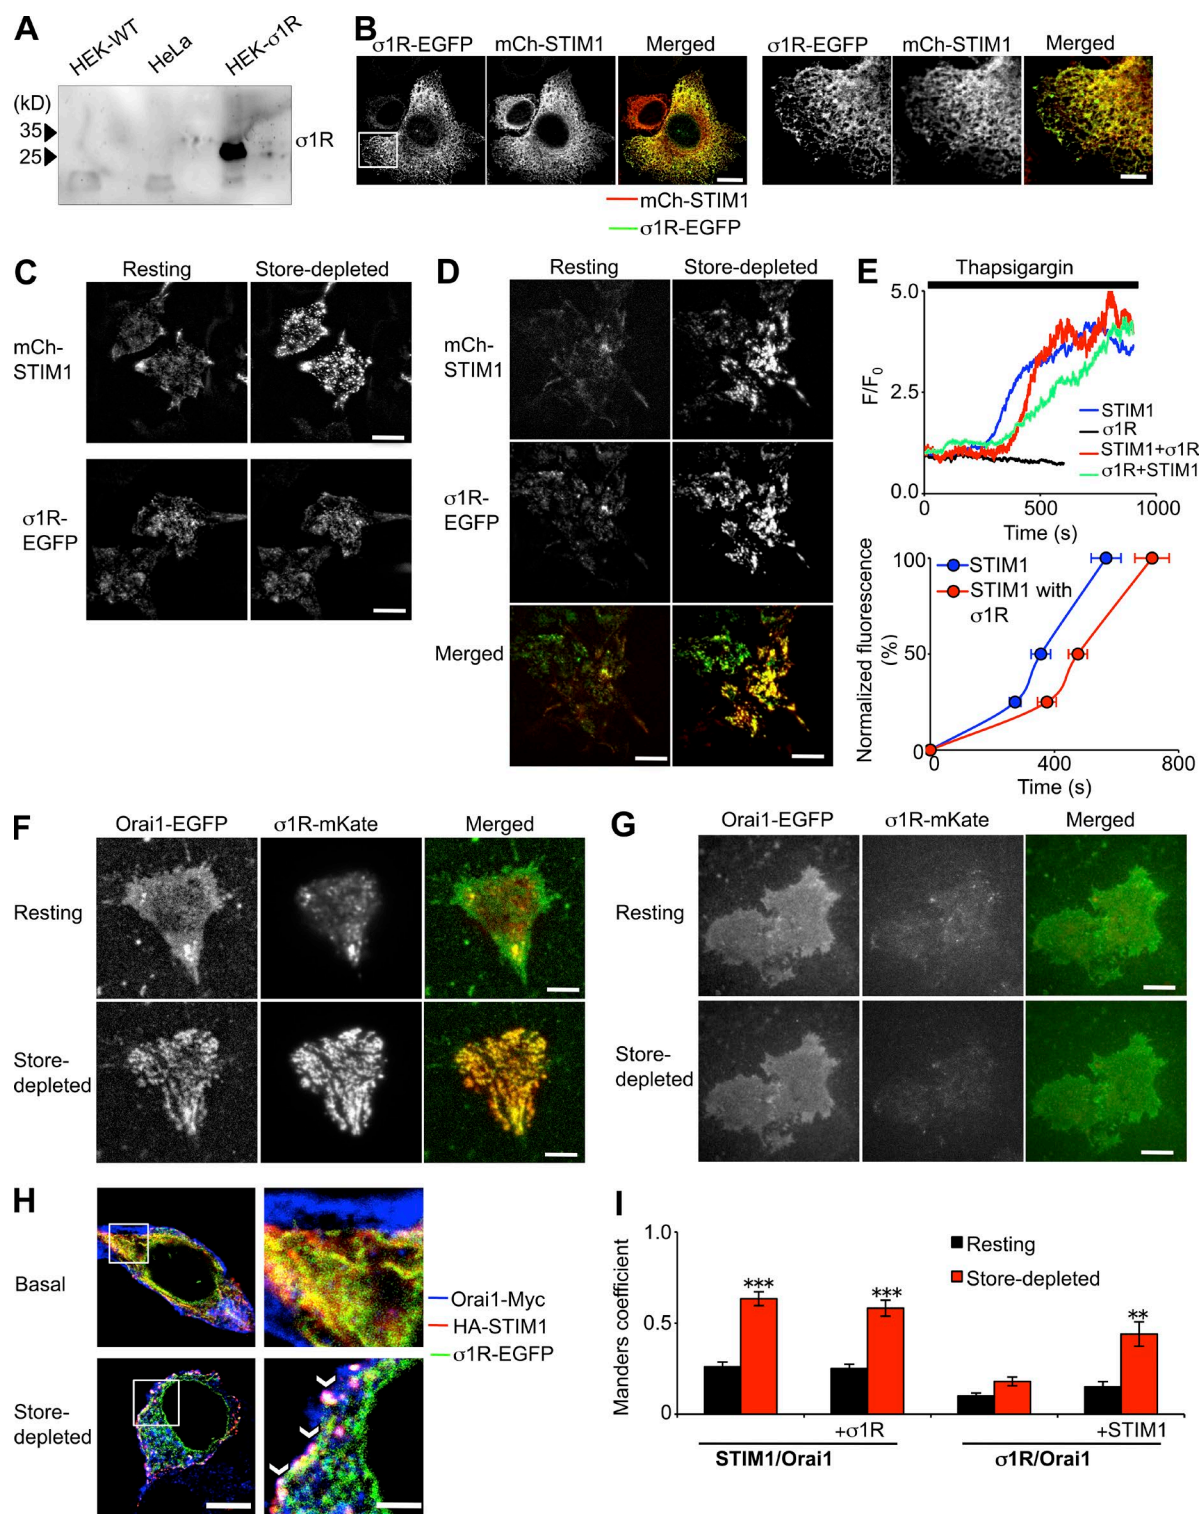 A
HEK-WT
HeLa
HEK-σ1R
(kD)
35
25
σ1R
B
σ1R-EGFP mCh-STIM1 Merged
σ1R-EGFP mCh-STIM1 Merged
mCh-STIM1
σ1R-EGFP
C
Resting Store-depleted
mCh-
STIM1
σ1R-
EGFP
D
Resting Store-depleted
mCh-
STIM1
σ1R-
EGFP
Merged
E
Thapsigargin
5.0
2.5
0.0
F/F0
STIM1
σ1R
STIM1+σ1R
σ1R+STIM1
0 500 1000
Time (s)
100
50
0
Normalized fluorescence
(%)
STIM1
STIM1 with
σ1R
0 400 800
Time (s)
F
Orai1-EGFP σ1R-mKate Merged
Resting
Store-
depleted
G
Orai1-EGFP σ1R-mKate Merged
Resting
Store-
depleted
H
Basal
Store-
depleted
Orai1-Myc
HA-STIM1
σ1R-EGFP
I
1.0
0.5
0
Manders coefficient
Resting
Store-depleted
*** *** **
+σ1R +STIM1
STIM1/Orai1 σ1R/Orai1